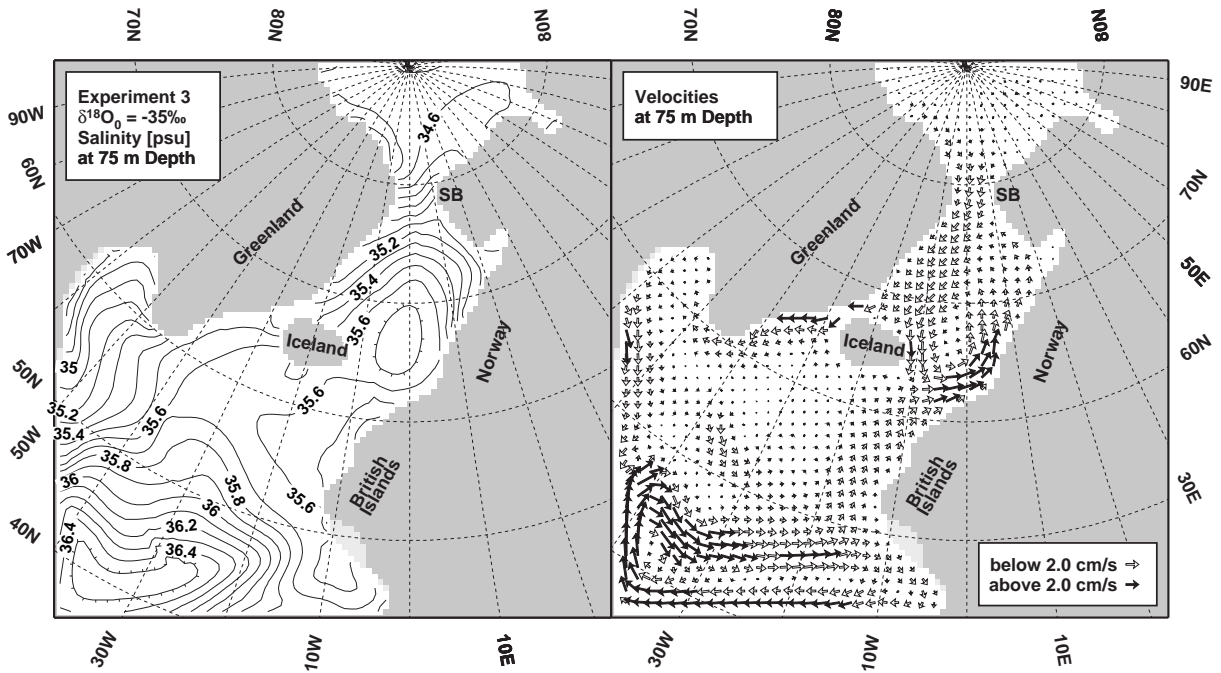 70N
80N
80N
70N
80N
80N
Experiment 3
δ¹⁸O₀ = -35‰
Salinity [psu]
at 75 m Depth
Velocities
at 75 m Depth
90W
60N
70W
50N
50W
40N
90E
70N
50E
60N
30E
34.6
SB
Greenland
35.2
35.4
35.6
Iceland
Norway
35
35.2
35.4
35.6
35.6
35.8
36
35.8
36
35.6
36.2
36.4
36.4
British
Islands
SB
Greenland
Iceland
Norway
British
Islands
below 2.0 cm/s ⇨
above 2.0 cm/s ➔
30W
10W
10E
30W
10W
10E